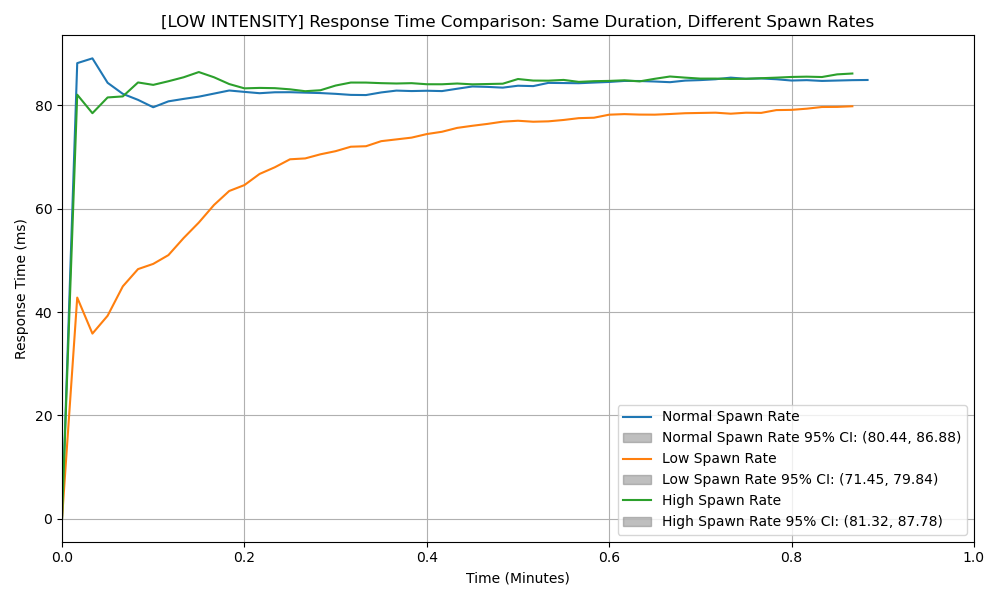 [LOW INTENSITY] Response Time Comparison: Same Duration, Different Spawn Rates
Response Time (ms)
80
60
40
20
0
0.0
0.2
0.4
0.6
0.8
1.0
Time (Minutes)
Normal Spawn Rate
Normal Spawn Rate 95% CI: (80.44, 86.88)
Low Spawn Rate
Low Spawn Rate 95% CI: (71.45, 79.84)
High Spawn Rate
High Spawn Rate 95% CI: (81.32, 87.78)